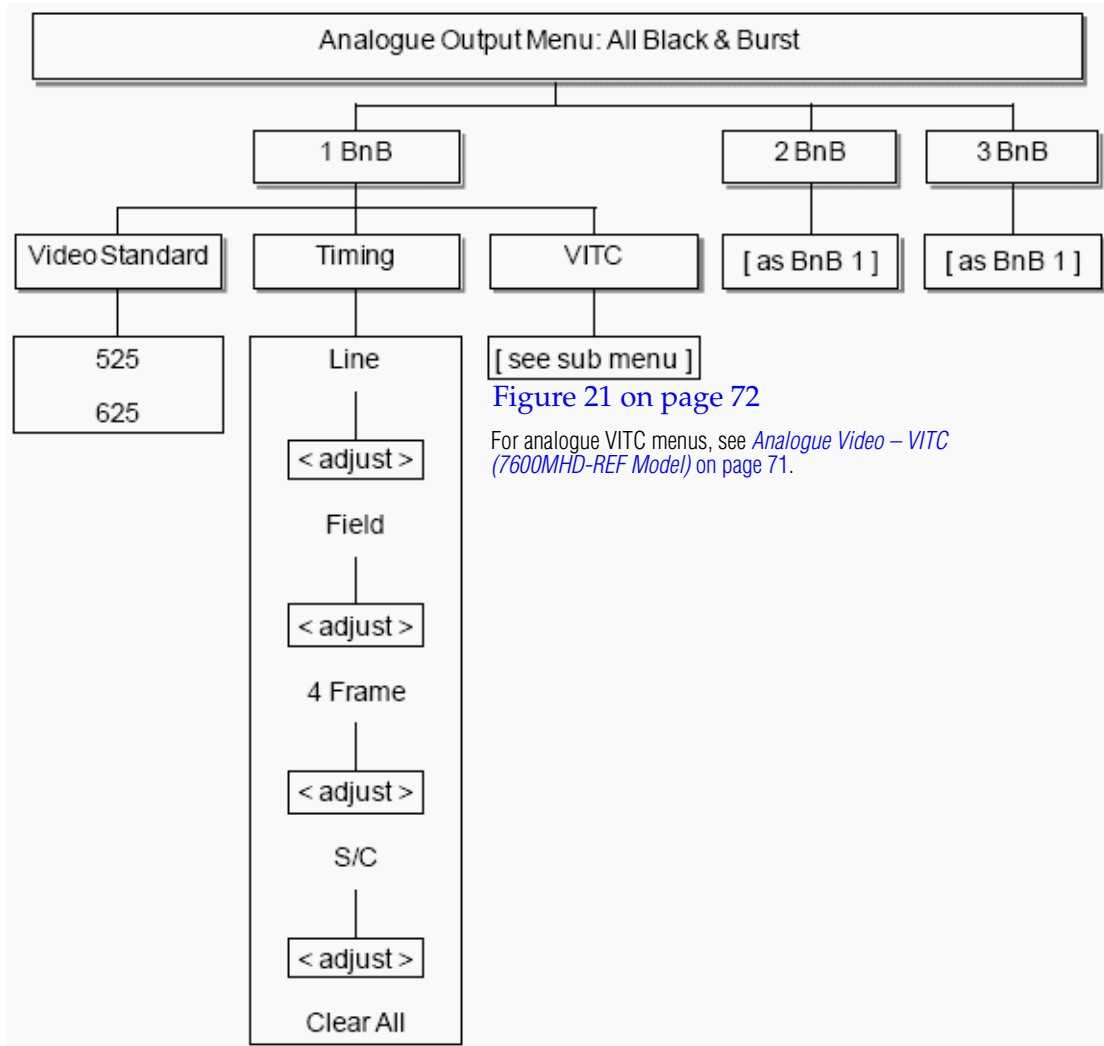 Analogue Output Menu: All Black & Burst
1 BnB
2 BnB
3 BnB
Video Standard
Timing
VITC
[ as BnB 1 ]
[ as BnB 1 ]
525
625
Line
< adjust >
Field
< adjust >
4 Frame
< adjust >
S/C
< adjust >
Clear All
[ see sub menu ]
Figure 21 on page 72
For analogue VITC menus, see Analogue Video – VITC
(7600MHD-REF Model) on page 71.